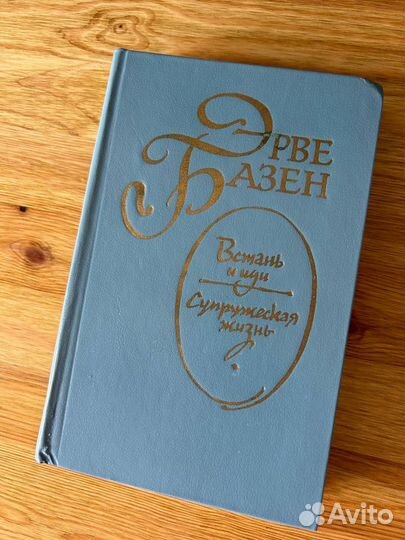 Эрве
Базен
Встань
и иди
Супружеская
жизнь
Avito